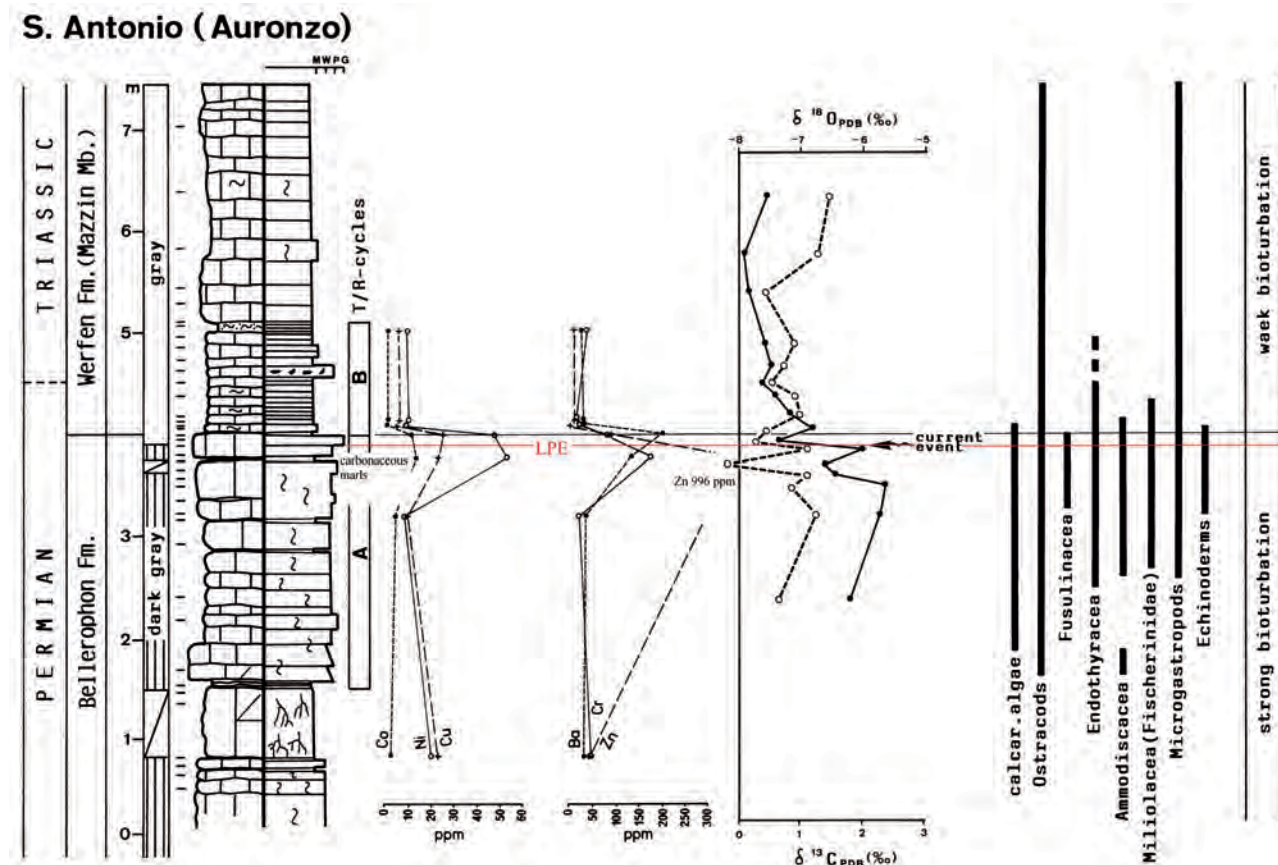 S. Antonio (Auronzo)
MWPG
m
7
6
5
3
2
1
0
TRIASSIC
PERMIAN
Werfen Fm.(Mazzin Mb.)
Bellerophon Fm.
gray
dark gray
T/R-cycles
B
A
carbonaceous
marls
LPE
Co
Ni
Cu
0 10 20 30 40 50 60
ppm
Ba
Cr
Zn
Zn 996 ppm
0 50 100 150 200 250 300
ppm
δ 18 O PDB (‰)
-8 -7 -6 -5
current
event
0 1 2 3
δ 13 C PDB (‰)
calcar.algae
Ostracods
Fusulinacea
Endothyracea
Ammodiscacea
Miliolacea(Fischerinidae)
Microgastropods
Echinoderms
waek bioturbation
strong bioturbation